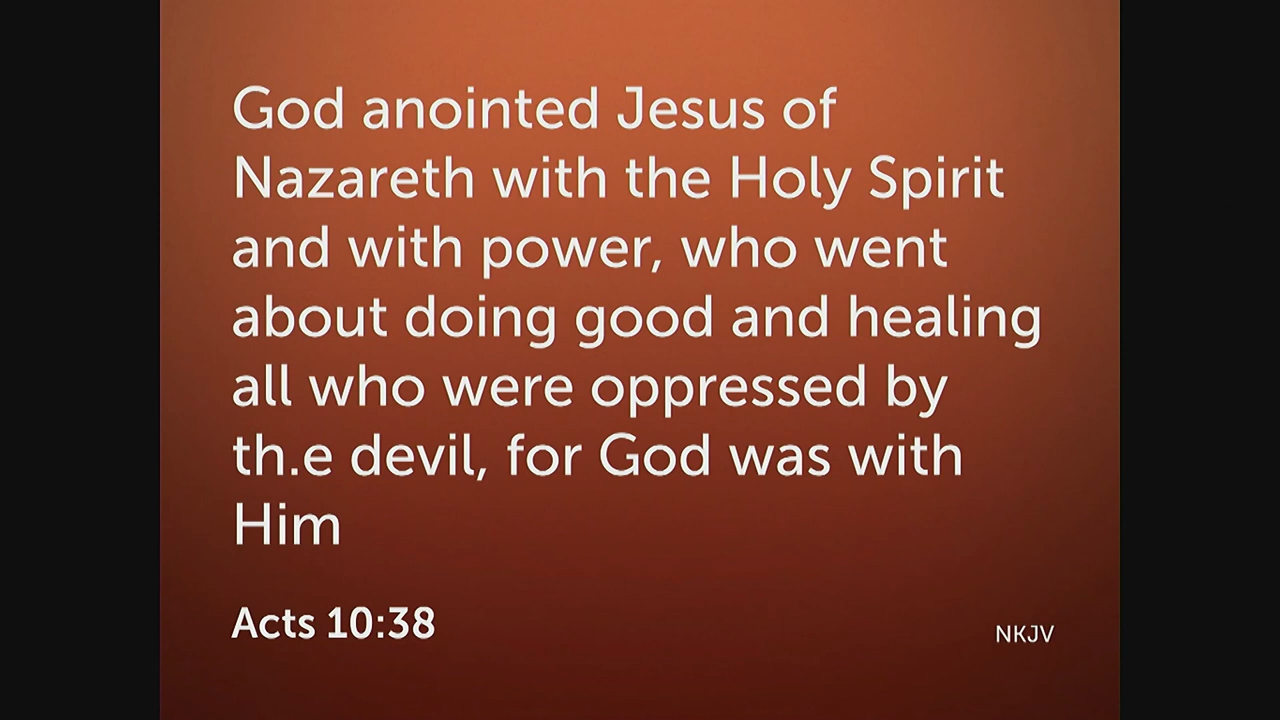 God anointed Jesus of
Nazareth with the Holy Spirit
and with power, who went
about doing good and healing
all who were oppressed by
th.e devil, for God was with
Him
Acts 10:38
NKJV